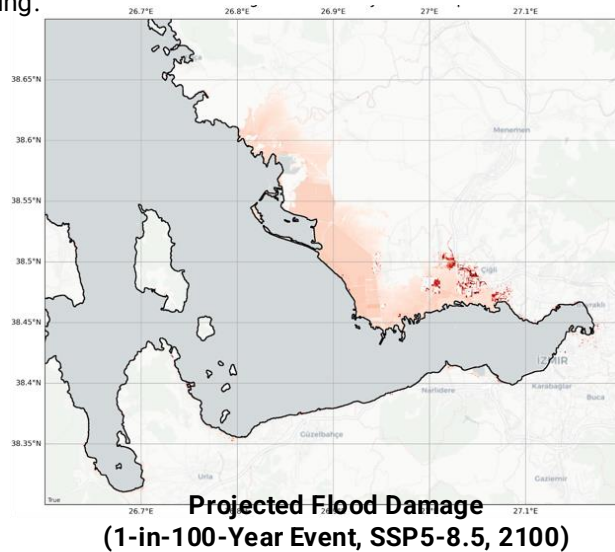 ing.
26.7°E 26.8°E 26.9°E 27°E 27.1°E
38.65°N
38.6°N
Menemen
38.55°N
38.5°N
Çiğli
38.45°N
İZMİR
38.4°N
Narlıdere
Karabağlar
Buca
38.35°N
Güzelbahçe
Urla
Gaziemir
True
26.7°E 27.1°E
Projected Flood Damage
(1-in-100-Year Event, SSP5-8.5, 2100)